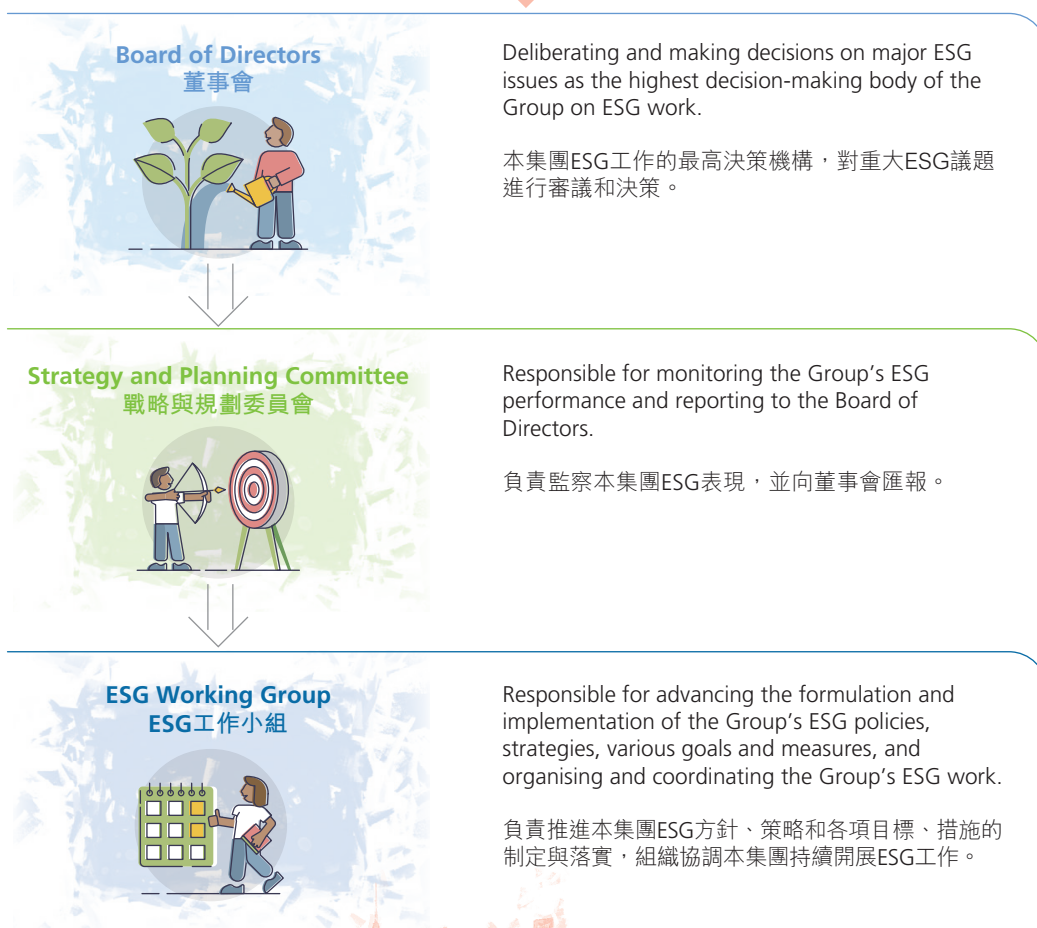 Board of Directors
董事會
Deliberating and making decisions on major ESG
issues as the highest decision-making body of the
Group on ESG work.
本集團ESG工作的最高決策機構，對重大ESG議題
進行審議和決策。
Strategy and Planning Committee
戰略與規劃委員會
Responsible for monitoring the Group’s ESG
performance and reporting to the Board of
Directors.
負責監察本集團ESG表現，並向董事會匯報。
ESG Working Group
ESG工作小組
Responsible for advancing the formulation and
implementation of the Group’s ESG policies,
strategies, various goals and measures, and
organising and coordinating the Group’s ESG work.
負責推進本集團ESG方針、策略和各項目標、措施的
制定與落實，組織協調本集團持續開展ESG工作。